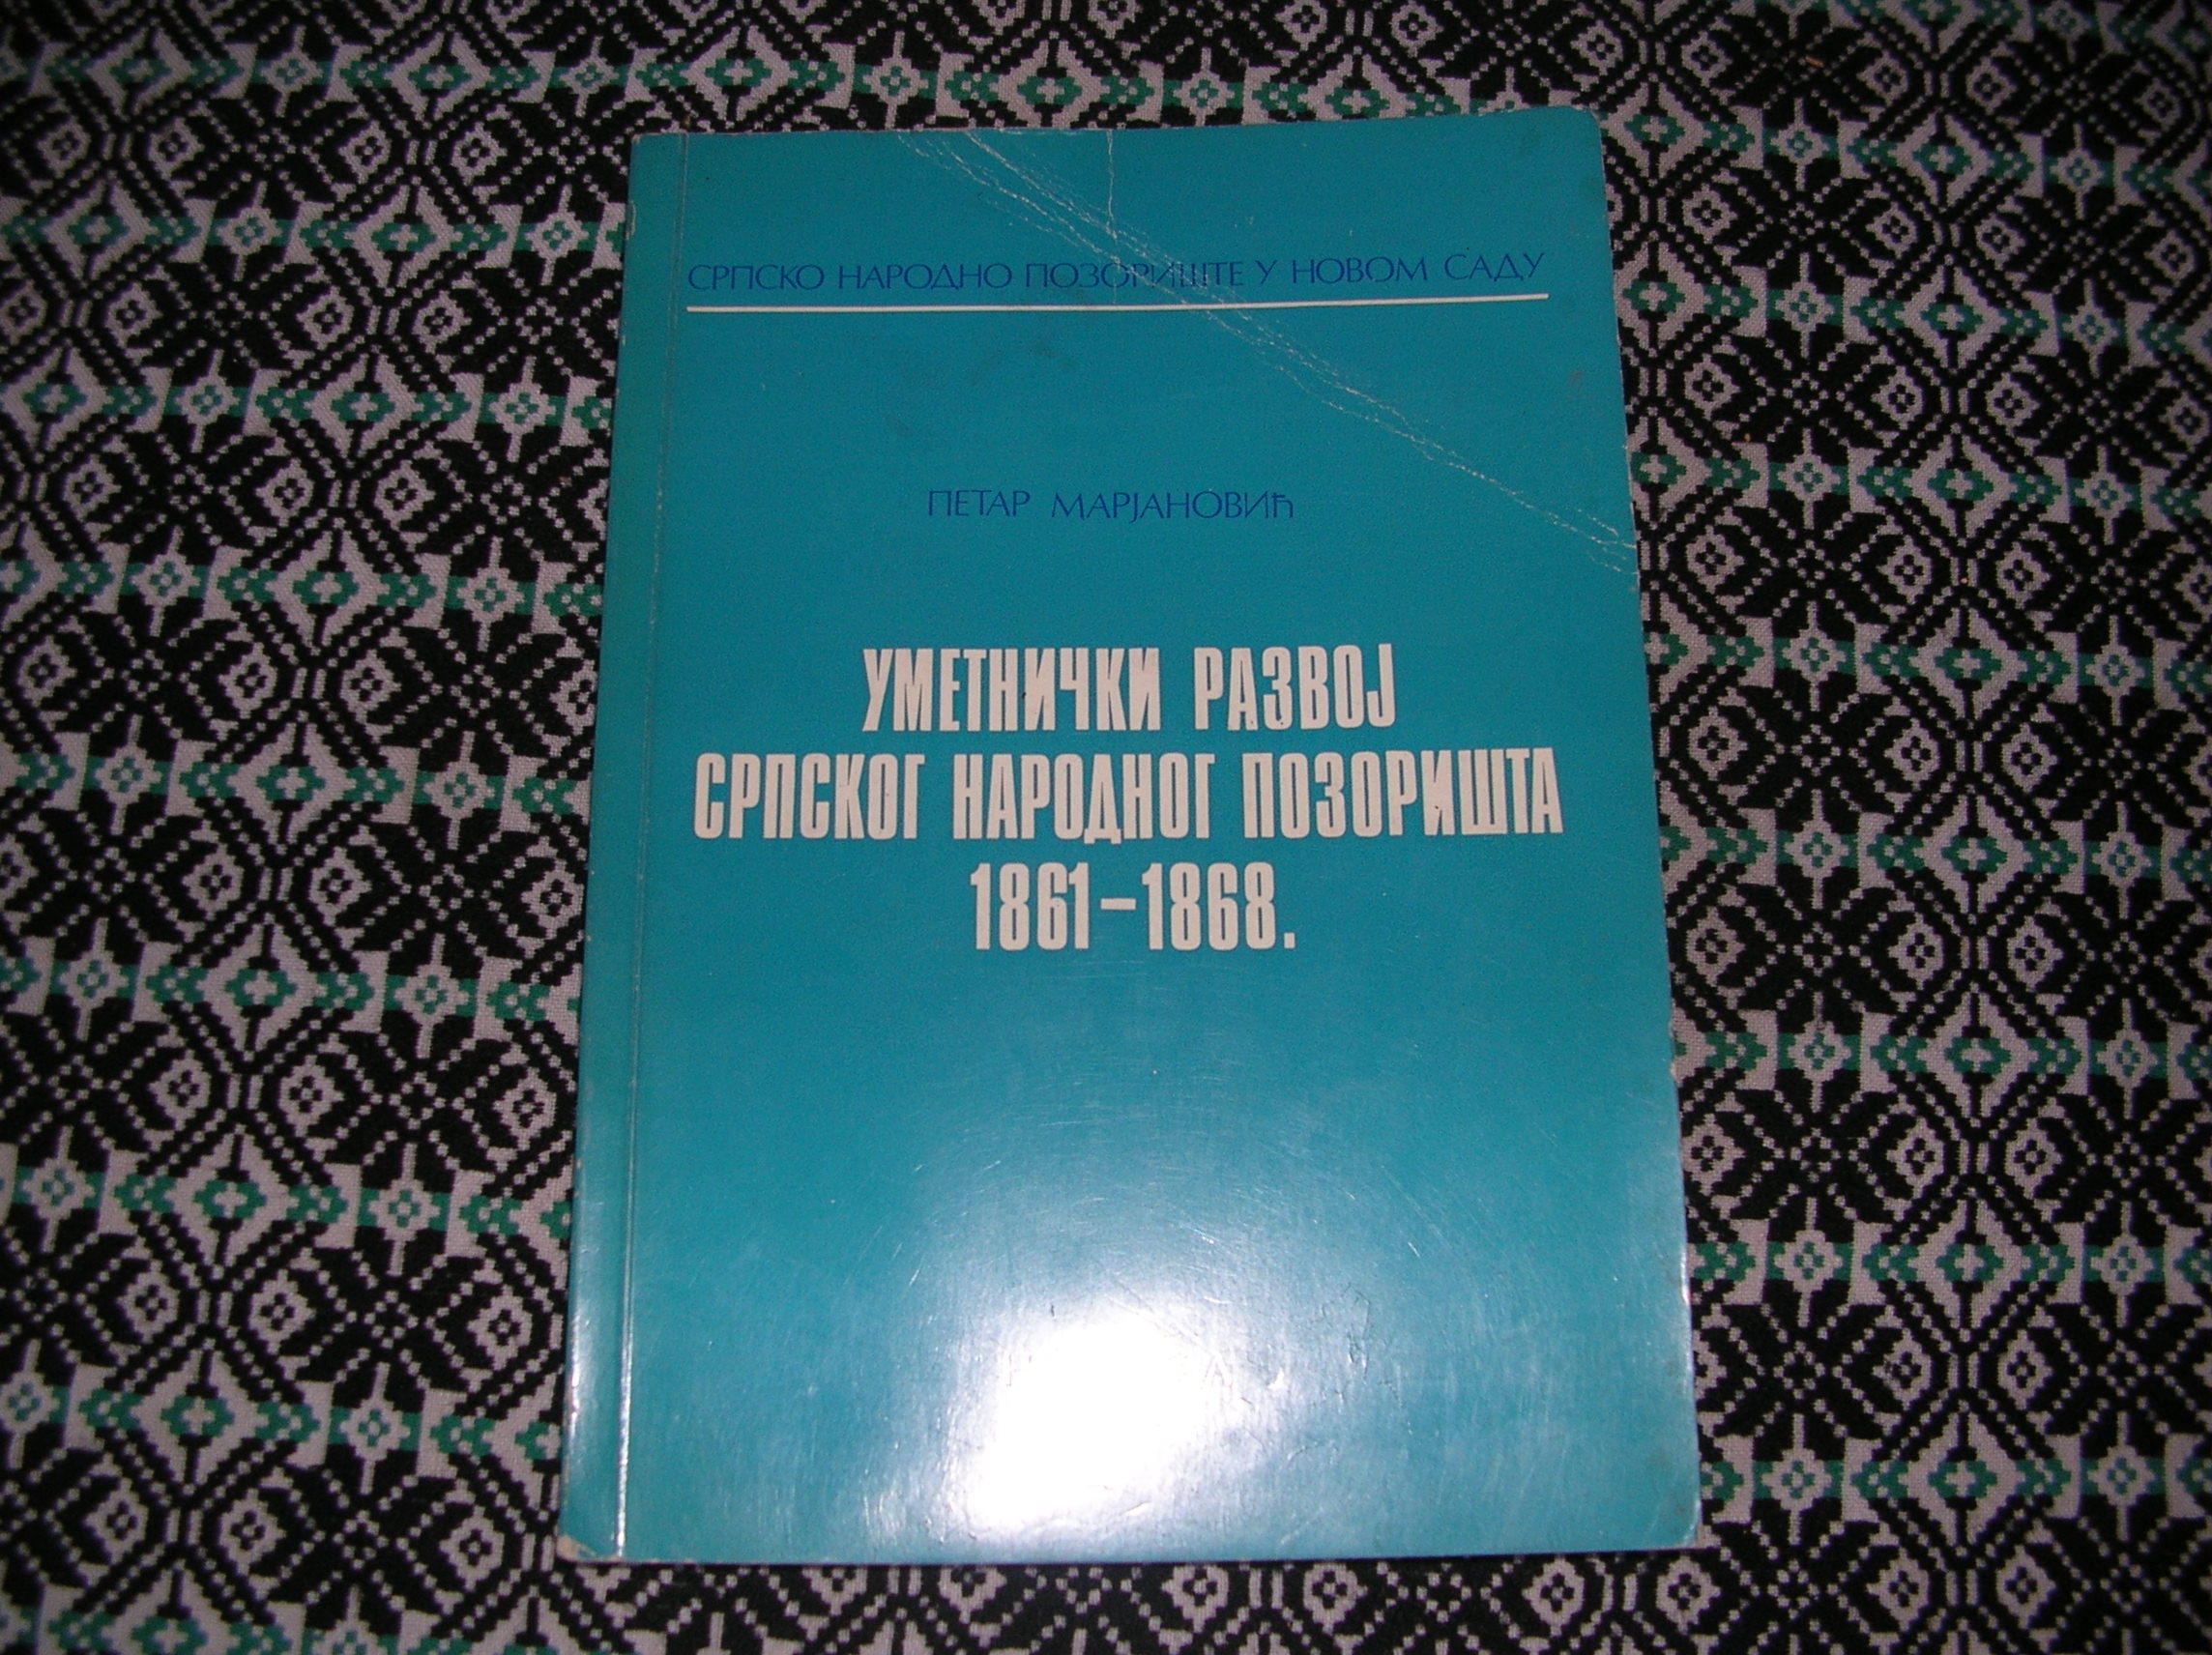 СРПСКО НАРОДНО ПОЗОРИШТЕ У НОВОМ САДУ
ПЕТАР МАРЈАНОВИЋ
УМЕТНИЧКИ РАЗВОЈ
СРПСКОГ НАРОДНОГ ПОЗОРИШТА
1861–1868.